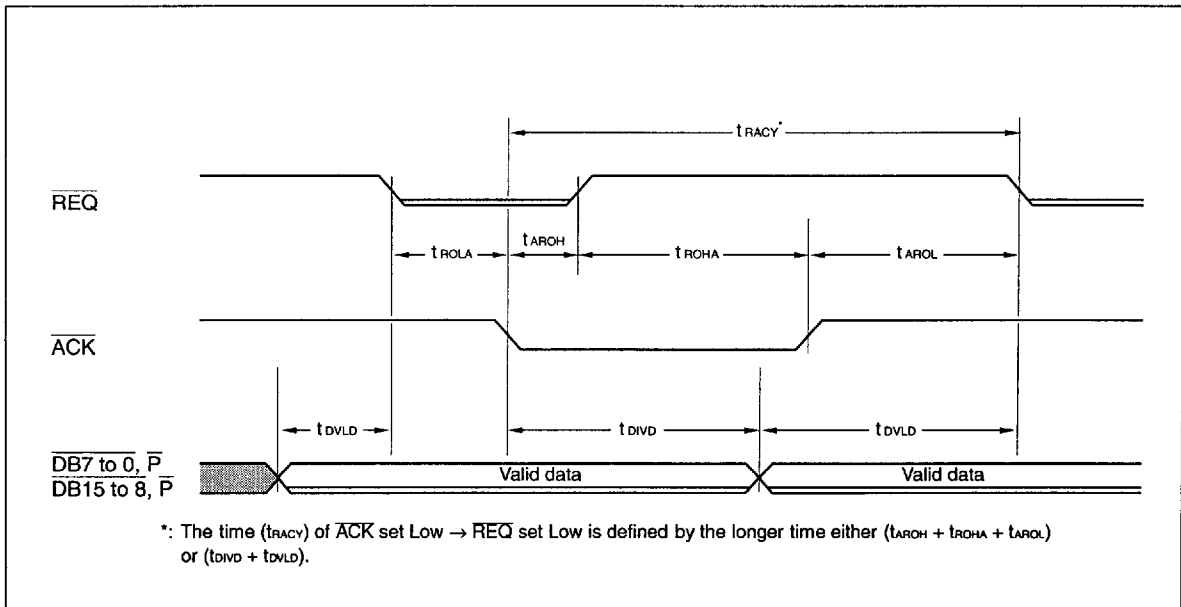 tRACY*
REQ
tAROH
tROLA
tROHA
tAROL
ACK
tDVLD
tDIVD
tDVLD
DB7 to 0, P
Valid data
Valid data
DB15 to 8, P
*: The time (tRACY) of ACK set Low → REQ set Low is defined by the longer time either (tAROH + tROHA + tAROL)
or (tDIVD + tDVLD).